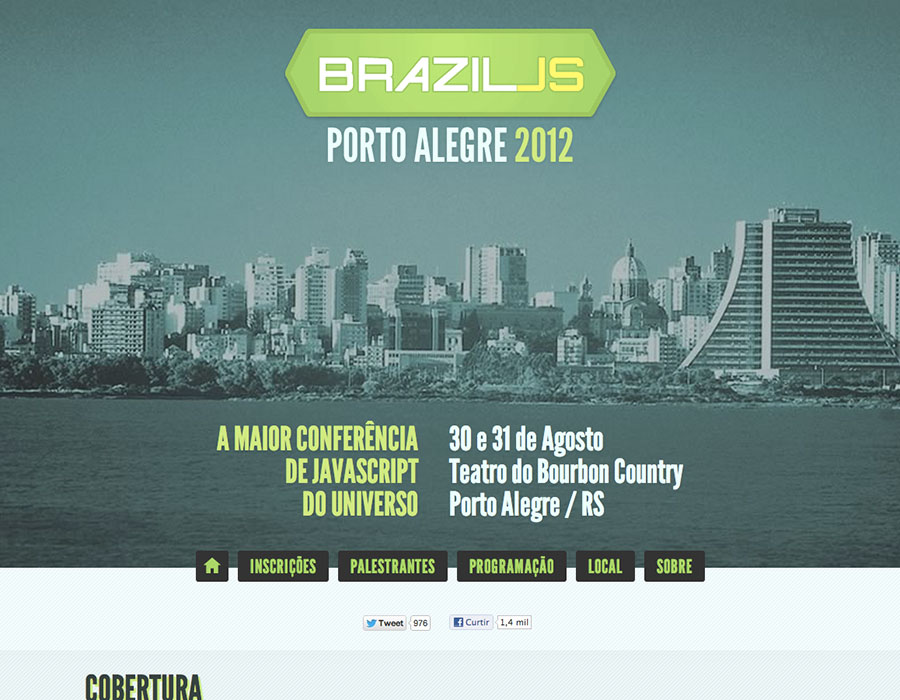 BRAZILJS
PORTO ALEGRE 2012
A MAIOR CONFERÊNCIA
DE JAVASCRIPT
DO UNIVERSO
30 e 31 de Agosto
Teatro do Bourbon Country
Porto Alegre / RS
INSCRIÇÕES PALESTRANTES PROGRAMAÇÃO LOCAL SOBRE
Tweet 976 Curtir 1,4 mil
COBERTURA